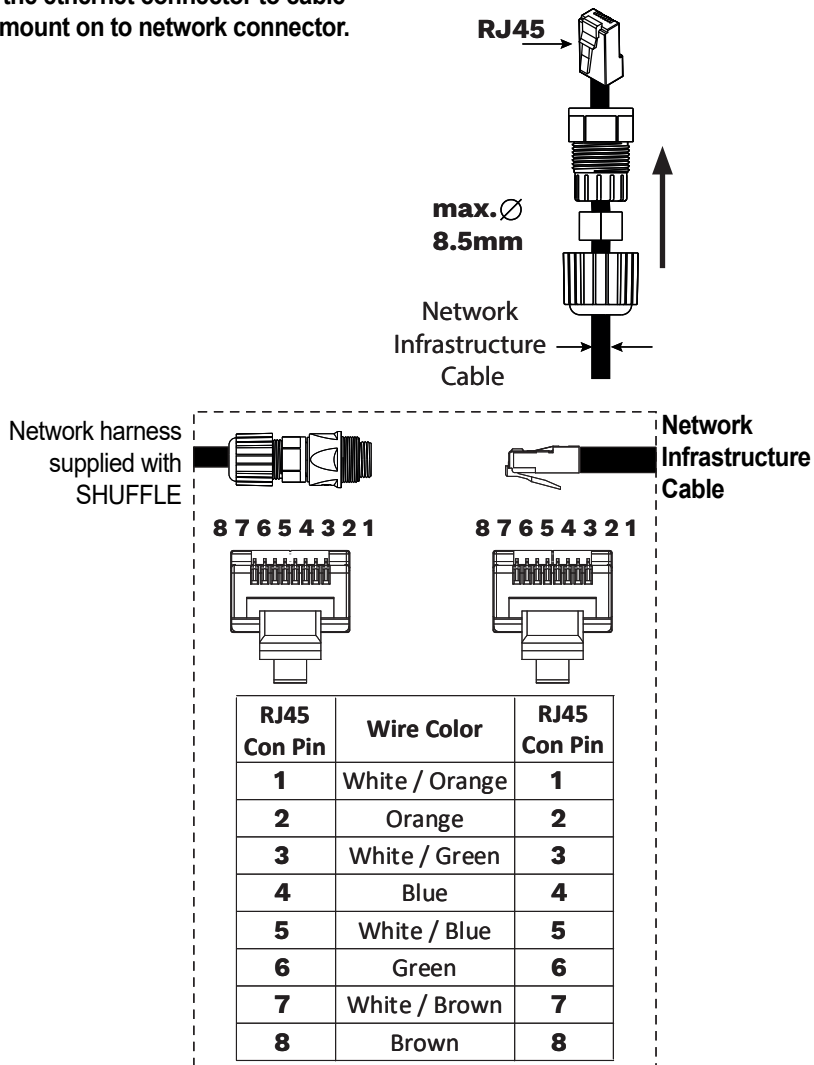 the ethernet connector to cable
mount on to network connector.
RJ45
max.∅
8.5mm
Network
Infrastructure
Cable
Network harness
supplied with
SHUFFLE
Network
Infrastructure
Cable
8 7 6 5 4 3 2 1
8 7 6 5 4 3 2 1
RJ45
Con Pin
Wire Color
RJ45
Con Pin
1 White / Orange 1
2 Orange 2
3 White / Green 3
4 Blue 4
5 White / Blue 5
6 Green 6
7 White / Brown 7
8 Brown 8